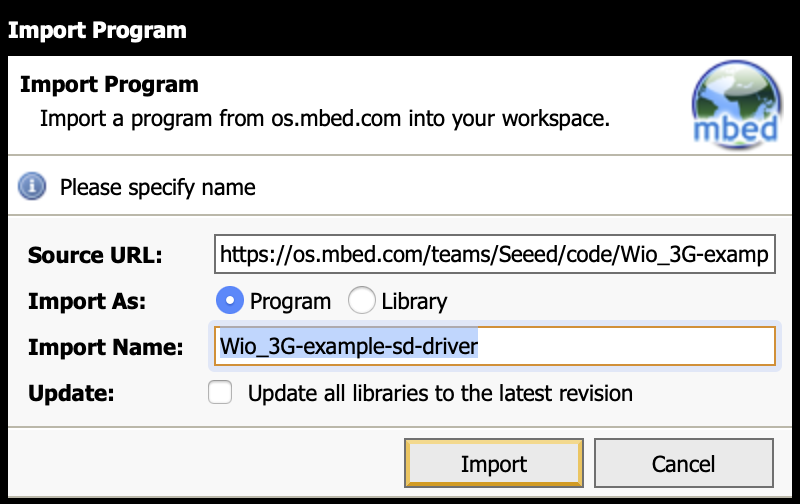 Import Program
Import Program
Import a program from os.mbed.com into your workspace.
mbed
Please specify name
Source URL: https://os.mbed.com/teams/Seeed/code/Wio_3G-examp
Import As: Program Library
Import Name: Wio_3G-example-sd-driver
Update: Update all libraries to the latest revision
Import Cancel